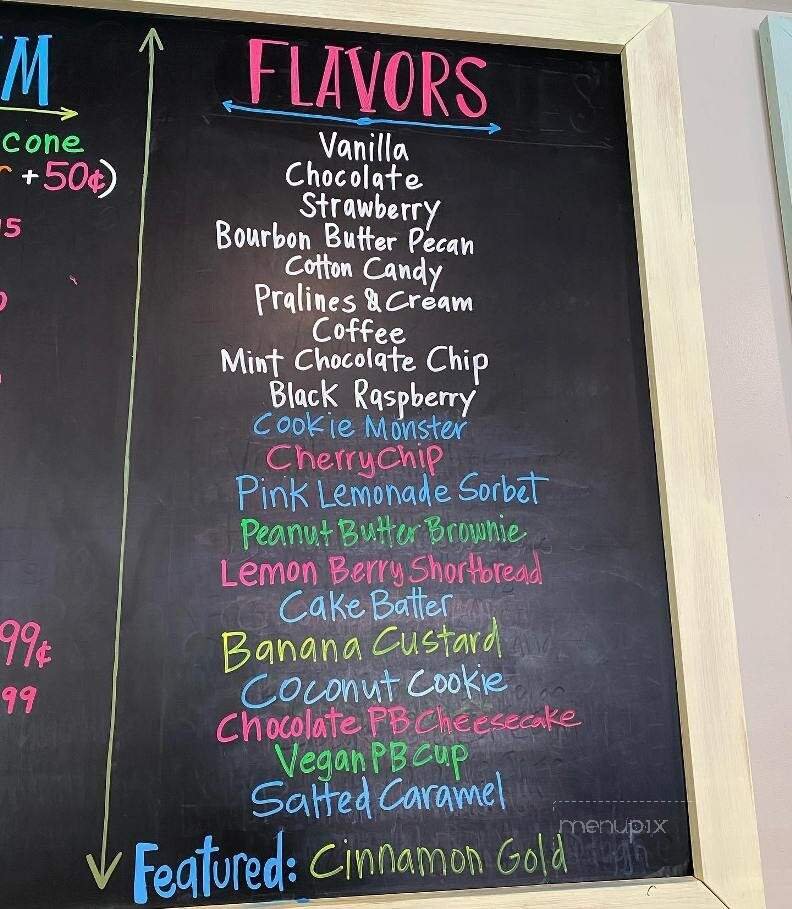 M
FLAVORS
cone
+50¢)
Vanilla
Chocolate
Strawberry
Bourbon Butter Pecan
Cotton Candy
Pralines & Cream
Coffee
Mint Chocolate Chip
Black Raspberry
Cookie Monster
Cherry Chip
Pink Lemonade Sorbet
Peanut Butter Brownie
Lemon Berry Shortbread
Cake Batter
Banana Custard
Coconut Cookie
Chocolate PB Cheesecake
Vegan PB Cup
Salted Caramel
99¢
99
menupix
Featured: Cinnamon Gold